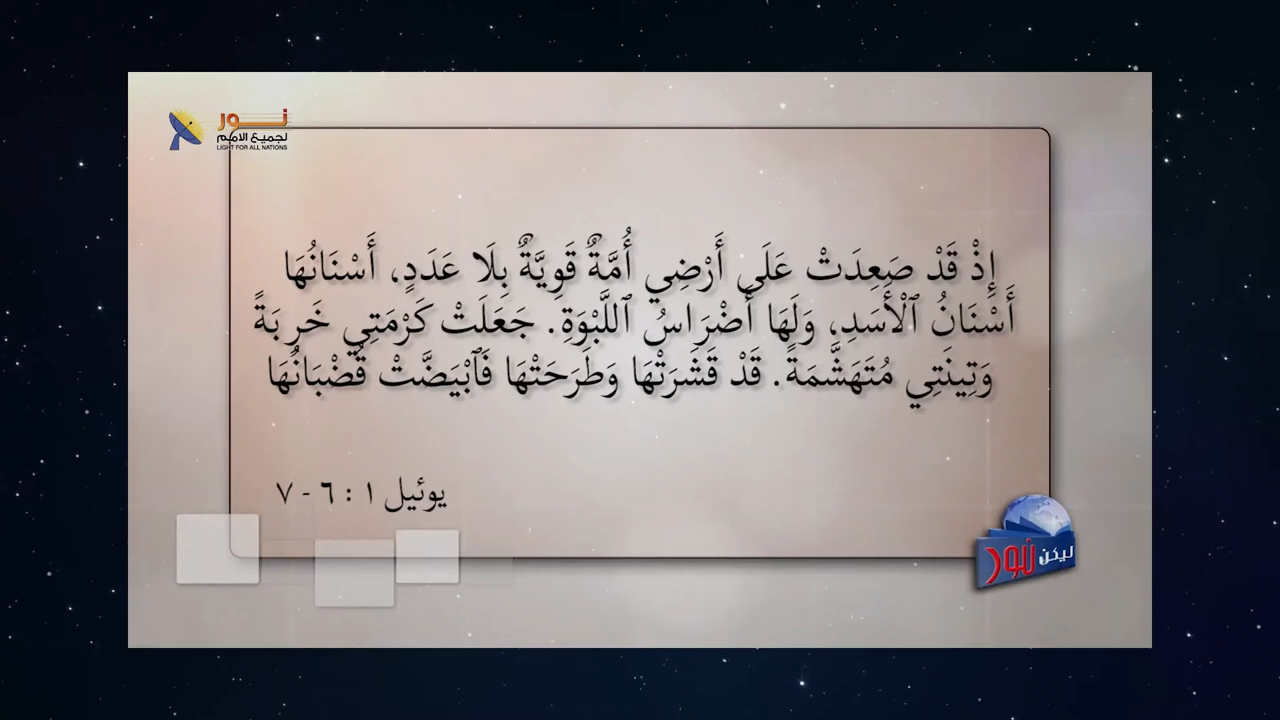 نور
لجميع الامم
LIGHT FOR ALL NATIONS
إِذْ قَدْ صَعِدَتْ عَلَى أَرْضِي أُمَّةٌ قَوِيَّةٌ بِلَا عَدَدٍ، أَسْنَانُهَا
أَسْنَانُ ٱلْأَسَدِ، وَلَهَا أَضْرَاسُ ٱللَّبْوَةِ. جَعَلَتْ كَرْمَتِي خَرِبَةً
وَتِينَتِي مُتَهَشِّمَةً. قَدْ قَشَرَتْهَا وَطَرَحَتْهَا فَٱبْيَضَّتْ قُضْبَانُهَا
يوئيل ١ : ٦ - ٧
ليكن نور